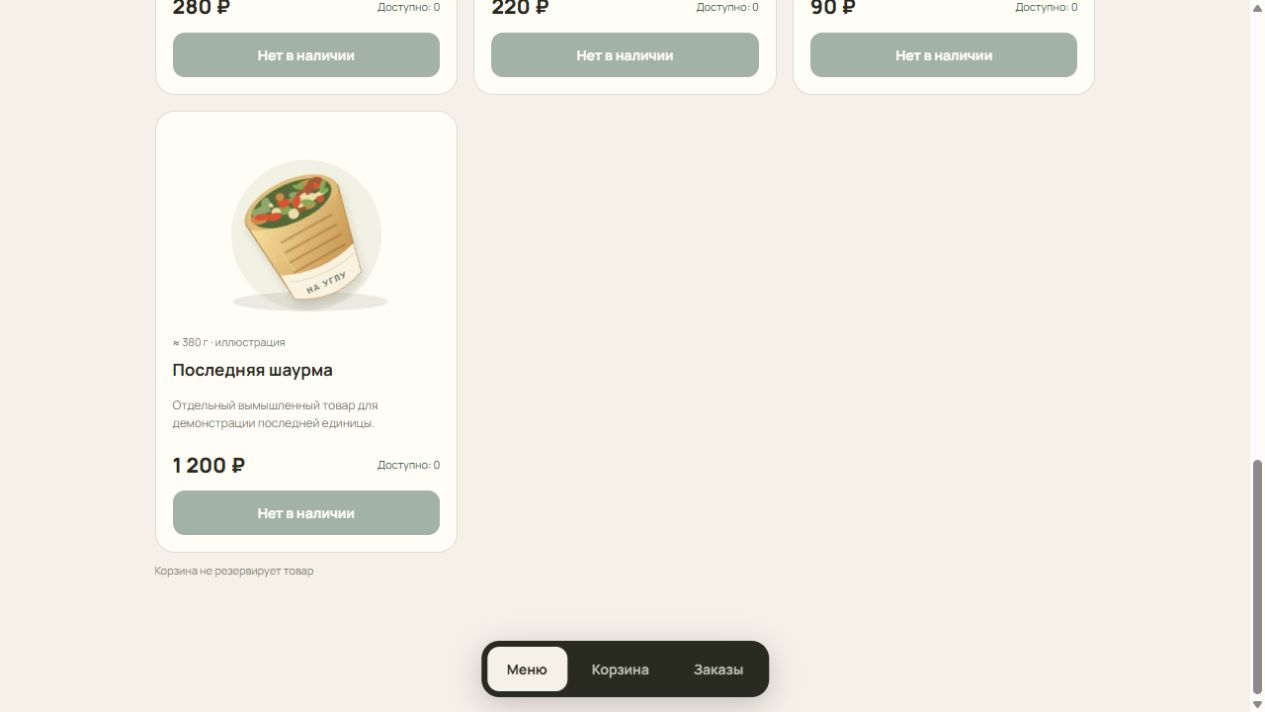 280 ₽ Доступно: 0
220 ₽ Доступно: 0
90 ₽ Доступно: 0
Нет в наличии
Нет в наличии
Нет в наличии
НА УГЛУ
≈ 380 г · иллюстрация
Последняя шаурма
Отдельный вымышленный товар для
демонстрации последней единицы.
1 200 ₽ Доступно: 0
Нет в наличии
Корзина не резервирует товар
Меню Корзина Заказы